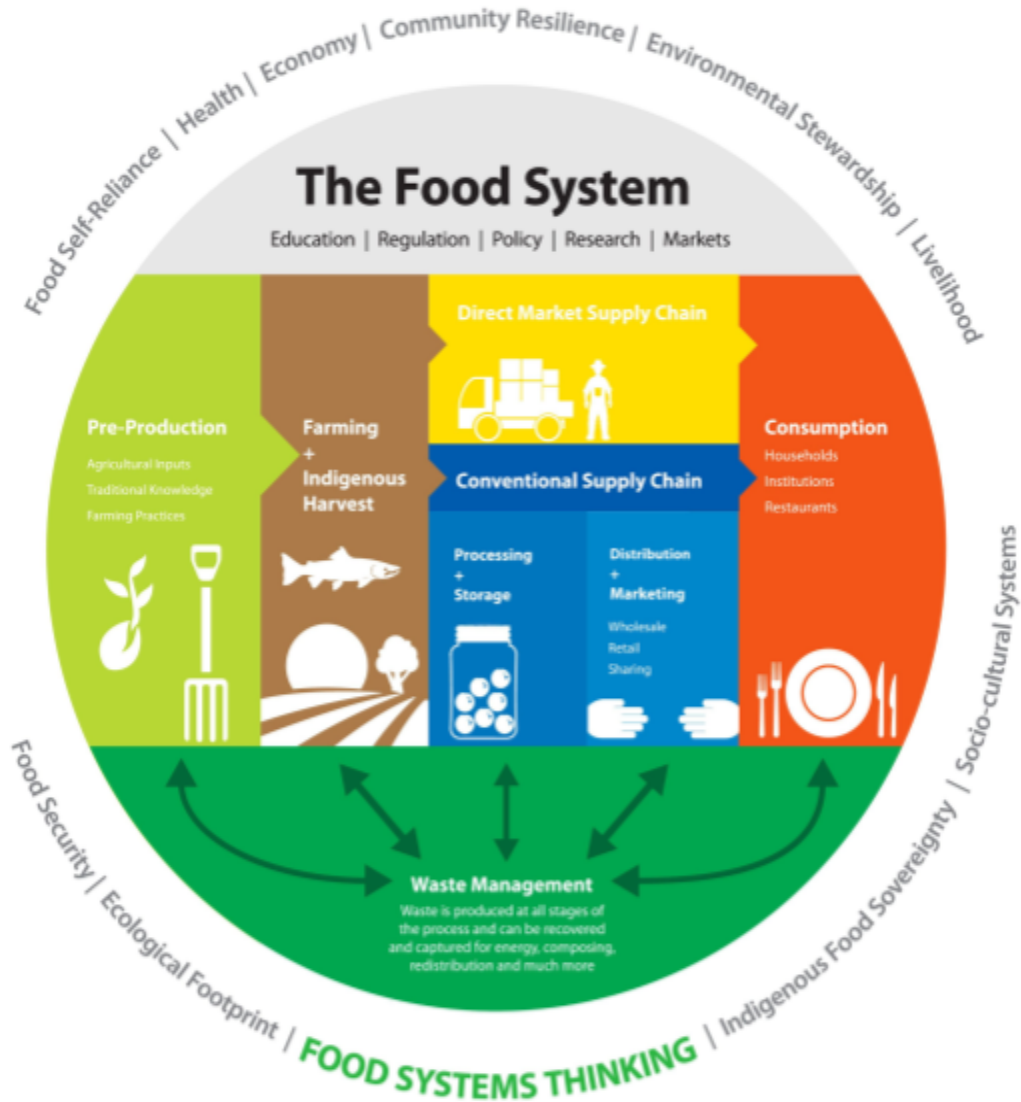 Food Self-Reliance | Health | Economy | Community Resilience | Environmental Stewardship | Livelihood
The Food System
Education | Regulation | Policy | Research | Markets
Pre-Production
Agricultural Inputs
Traditional Knowledge
Farming Practices
Farming
+
Indigenous
Harvest
Direct Market Supply Chain
Conventional Supply Chain
Processing
+
Storage
Distribution
+
Marketing
Wholesale
Retail
Sharing
Consumption
Households
Institutions
Restaurants
Waste Management
Waste is produced at all stages of
the process and can be recovered
and captured for energy, composing,
redistribution and much more
Food Security | Ecological Footprint | FOOD SYSTEMS THINKING | Indigenous Food Sovereignty | Socio-cultural Systems